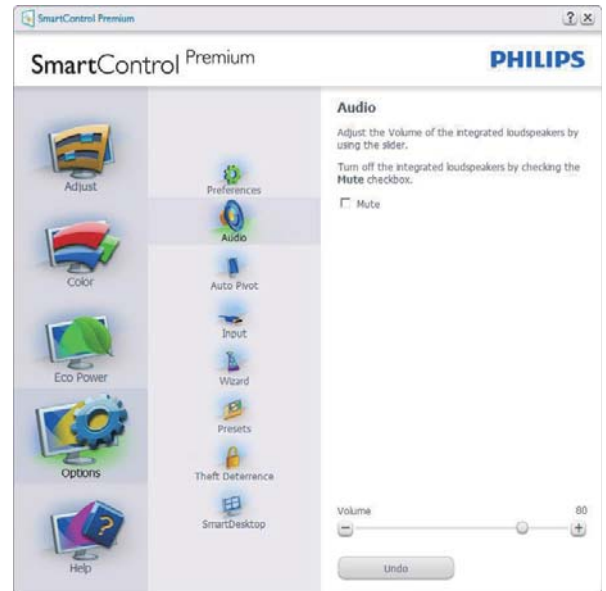 SmartControl Premium
? x
SmartControl Premium
PHILIPS
Adjust
Color
Eco Power
Options
Help
Preferences
Audio
Auto Pivot
Input
Wizard
Presets
Theft Deterrence
SmartDesktop
Audio
Adjust the Volume of the integrated loudspeakers by
using the slider.
Turn off the integrated loudspeakers by checking the
Mute checkbox.
Mute
Volume 80
Undo